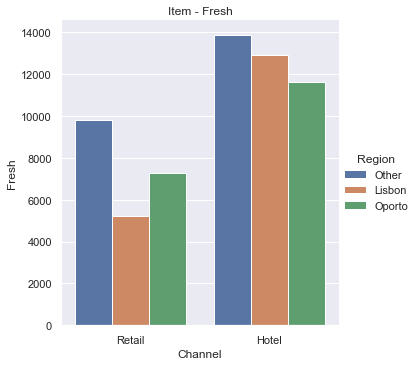 Item - Fresh
14000
12000
10000
8000
6000
4000
2000
0
Fresh
Retail
Hotel
Channel
Region
Other
Lisbon
Oporto